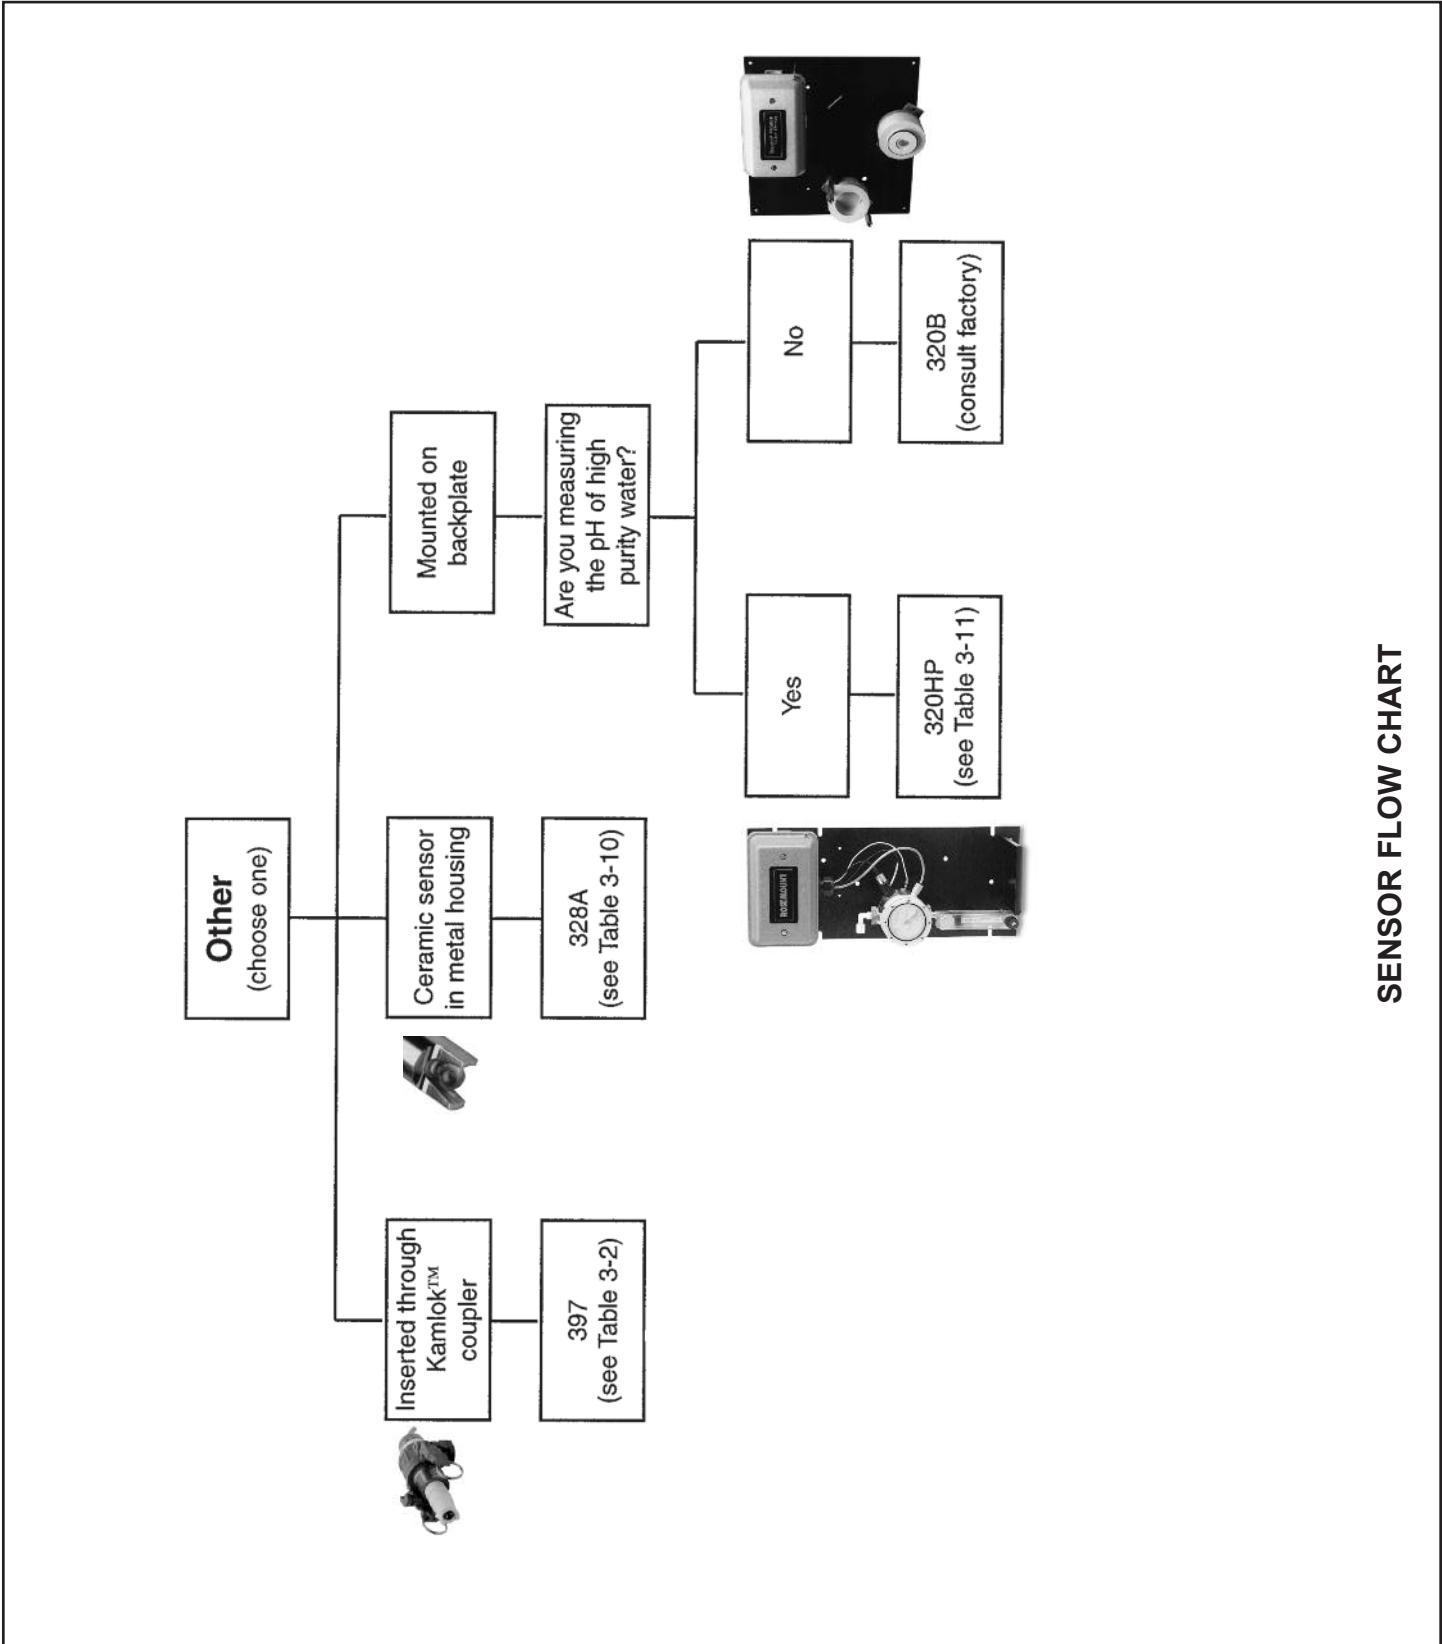 Other
(choose one)
Inserted through
Kamlok™
coupler
397
(see Table 3-2)
Ceramic sensor
in metal housing
328A
(see Table 3-10)
Mounted on
backplate
Are you measuring
the pH of high
purity water?
Yes
320HP
(see Table 3-11)
No
320B
(consult factory)
ROSEMOUNT
SENSOR FLOW CHART